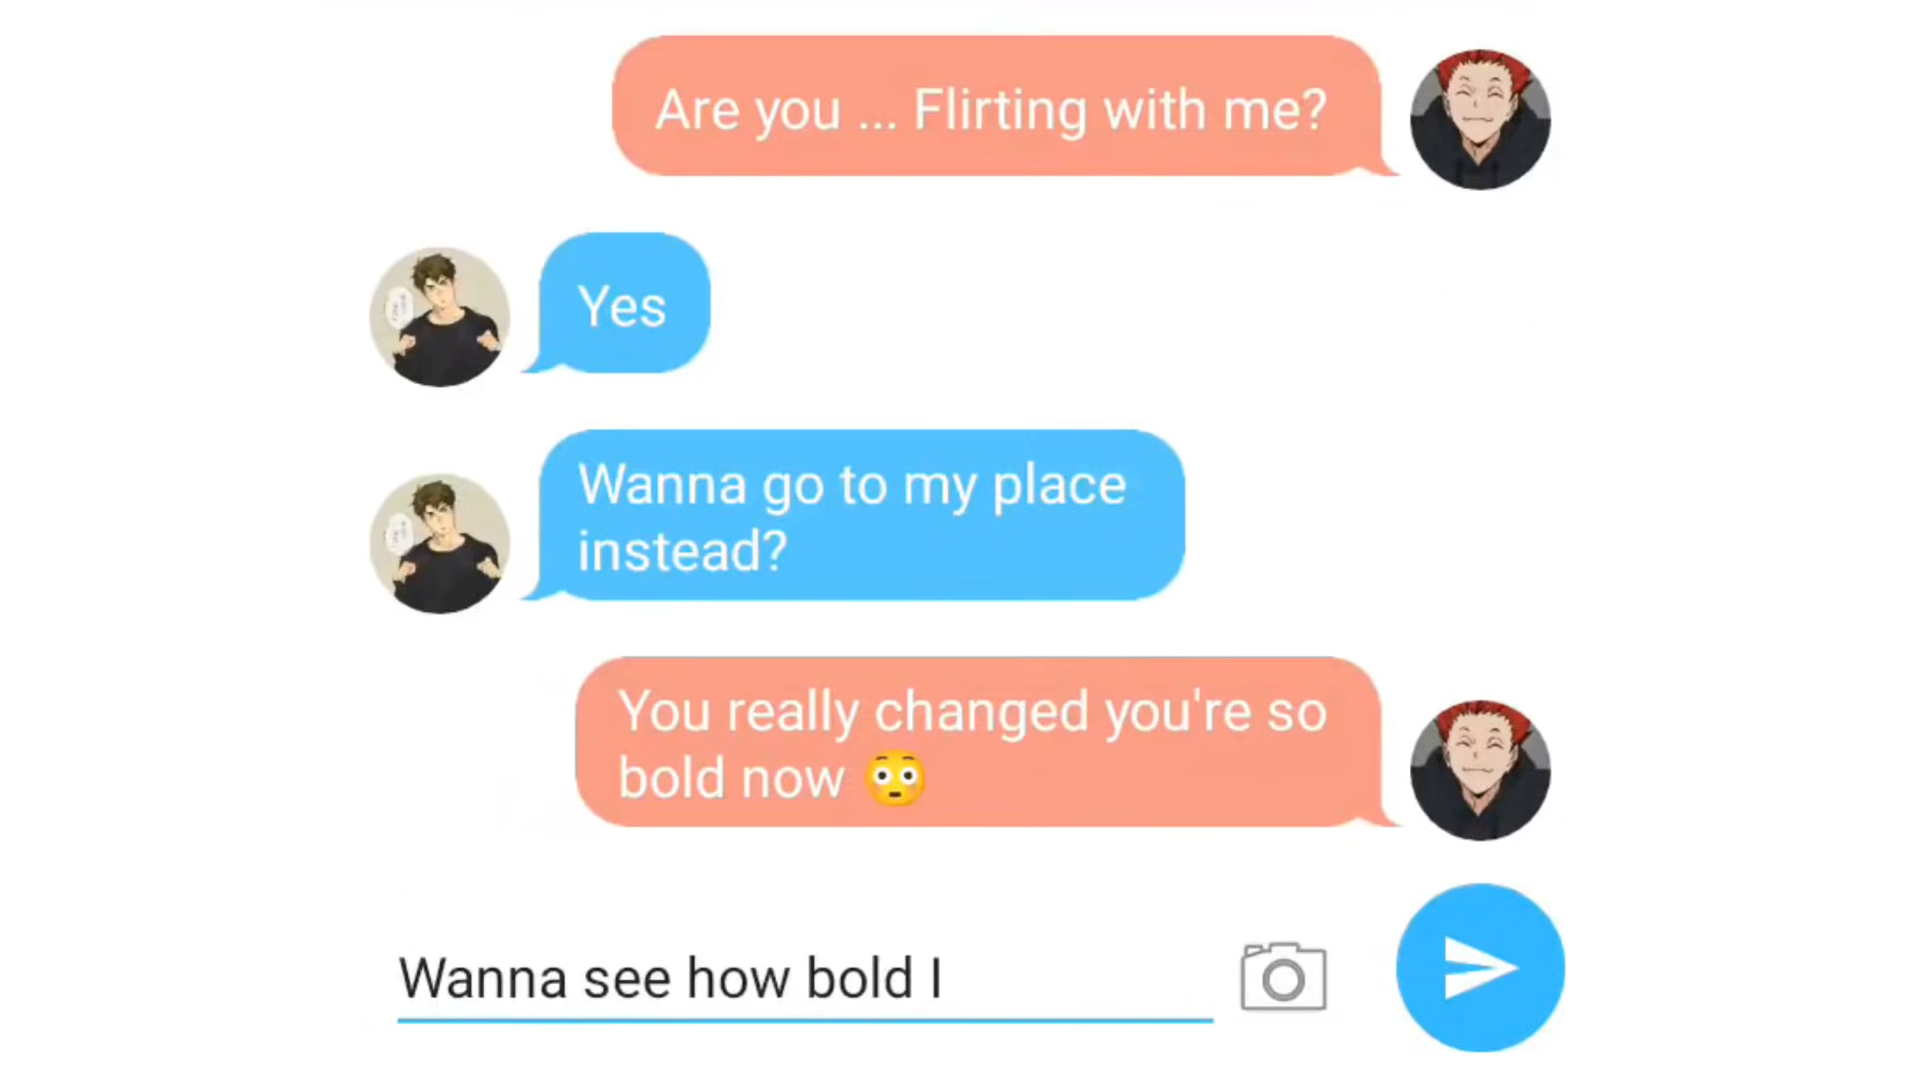 Are you ... Flirting with me?
Yes
Wanna go to my place
instead?
You really changed you're so
bold now 😳
Wanna see how bold I